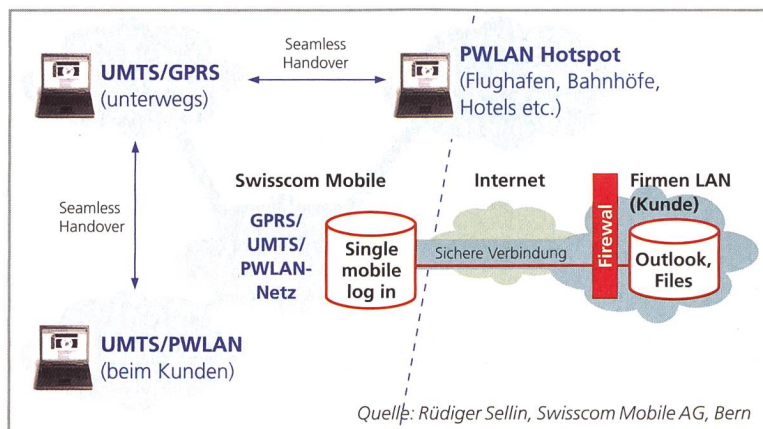 UMTS/GPRS
(unterwegs)
Seamless
Handover
PWLAN Hotspot
(Flughafen, Bahnhöfe,
Hotels etc.)
Seamless
Handover
Swisscom Mobile
GPRS/
UMTS/
PWLAN-
Netz
Single
mobile
log in
Internet
Sichere Verbindung
Firewal
Firmen LAN
(Kunde)
Outlook,
Files
UMTS/PWLAN
(beim Kunden)
Quelle: Rüdiger Sellin, Swisscom Mobile AG, Bern